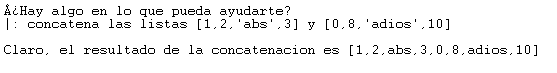 Â¿Hay algo en lo que pueda ayudarte?
|: concatena las listas [1,2,'abs',3] y [0,8,'adios',10]
Claro, el resultado de la concatenacion es [1,2,abs,3,0,8,adios,10]